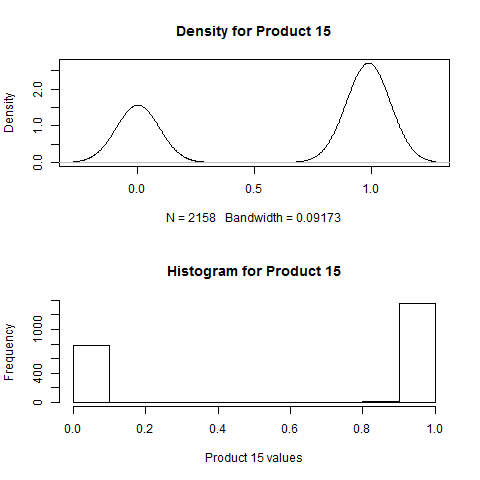 Density for Product 15
Density
0.0 1.0 2.0
0.0 0.5 1.0
N = 2158 Bandwidth = 0.09173
Histogram for Product 15
Frequency
0 400 1000
0.0 0.2 0.4 0.6 0.8 1.0
Product 15 values